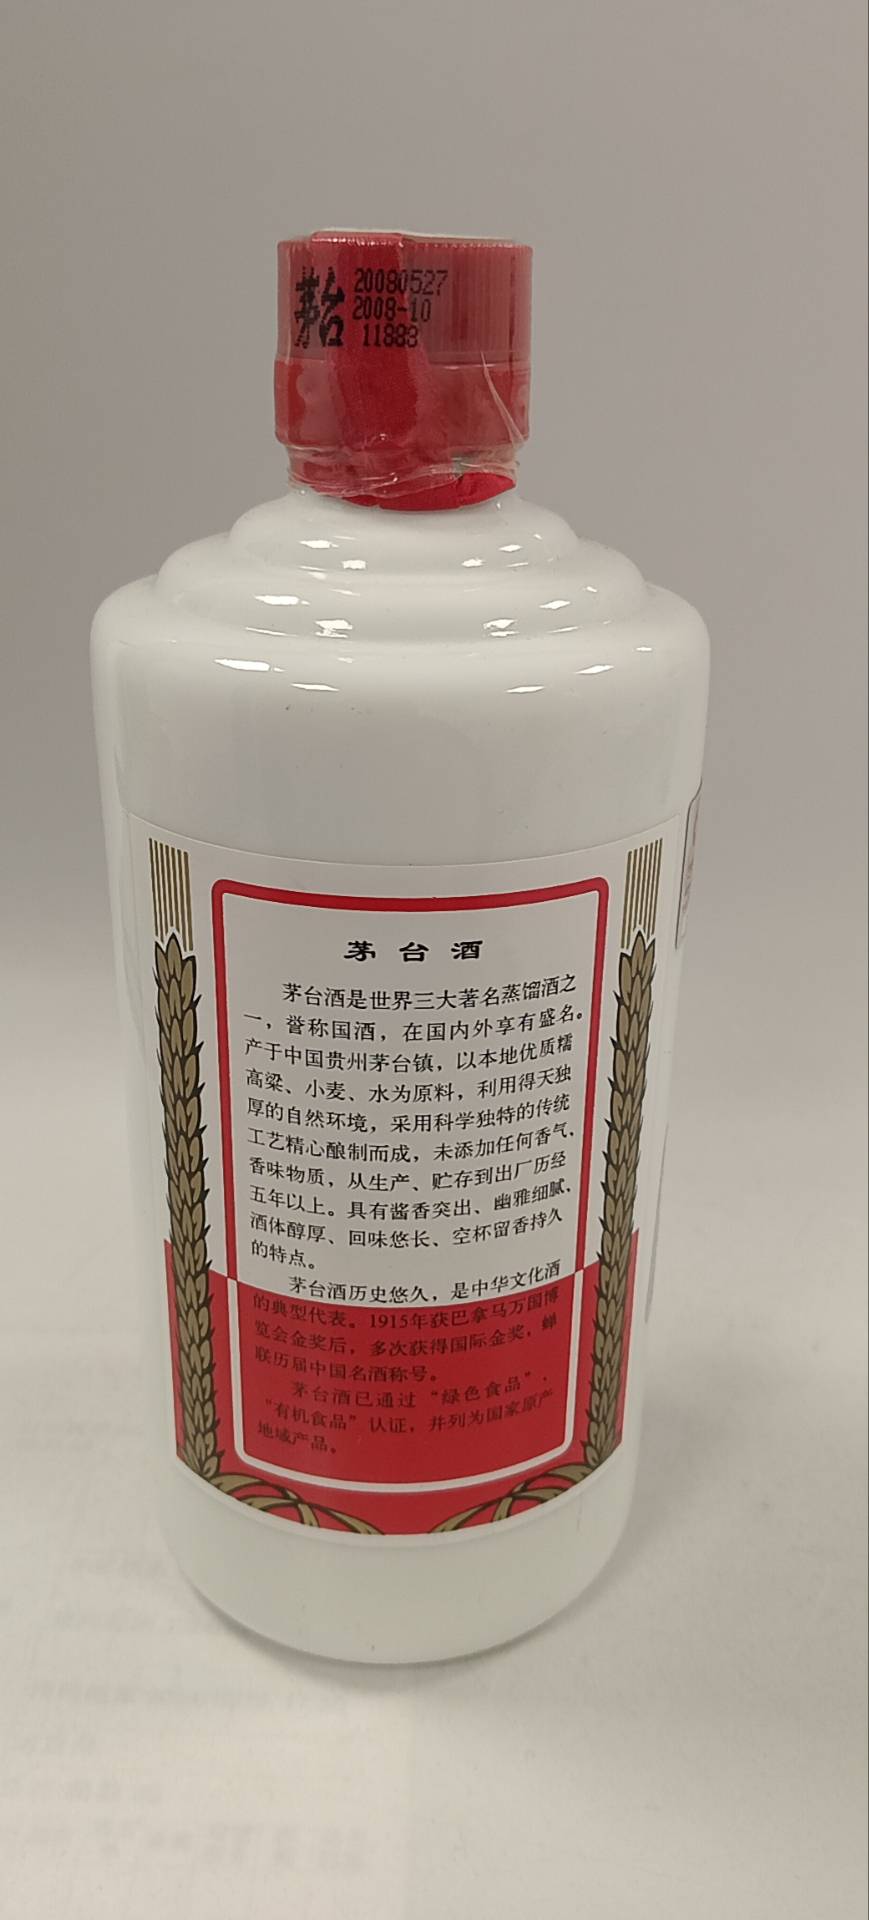 茅台
20080527
2008-10
11883
茅台酒
茅台酒是世界三大著名蒸馏酒之
一，誉称国酒，在国内外享有盛名。
产于中国贵州茅台镇，以本地优质糯
高粱、小麦、水为原料，利用得天独
厚的自然环境，采用科学独特的传统
工艺精心酿制而成，未添加任何香气、
香味物质，从生产、贮存到出厂历经
五年以上。具有酱香突出、幽雅细腻、
酒体醇厚、回味悠长、空杯留香持久
的特点。
茅台酒历史悠久，是中华文化酒
的典型代表。1915年获巴拿马万国博
览会金奖后，多次获得国际金奖，蝉
联历届中国名酒称号。
茅台酒已通过“绿色食品”、
“有机食品”认证，并列为国家原产
地域产品。